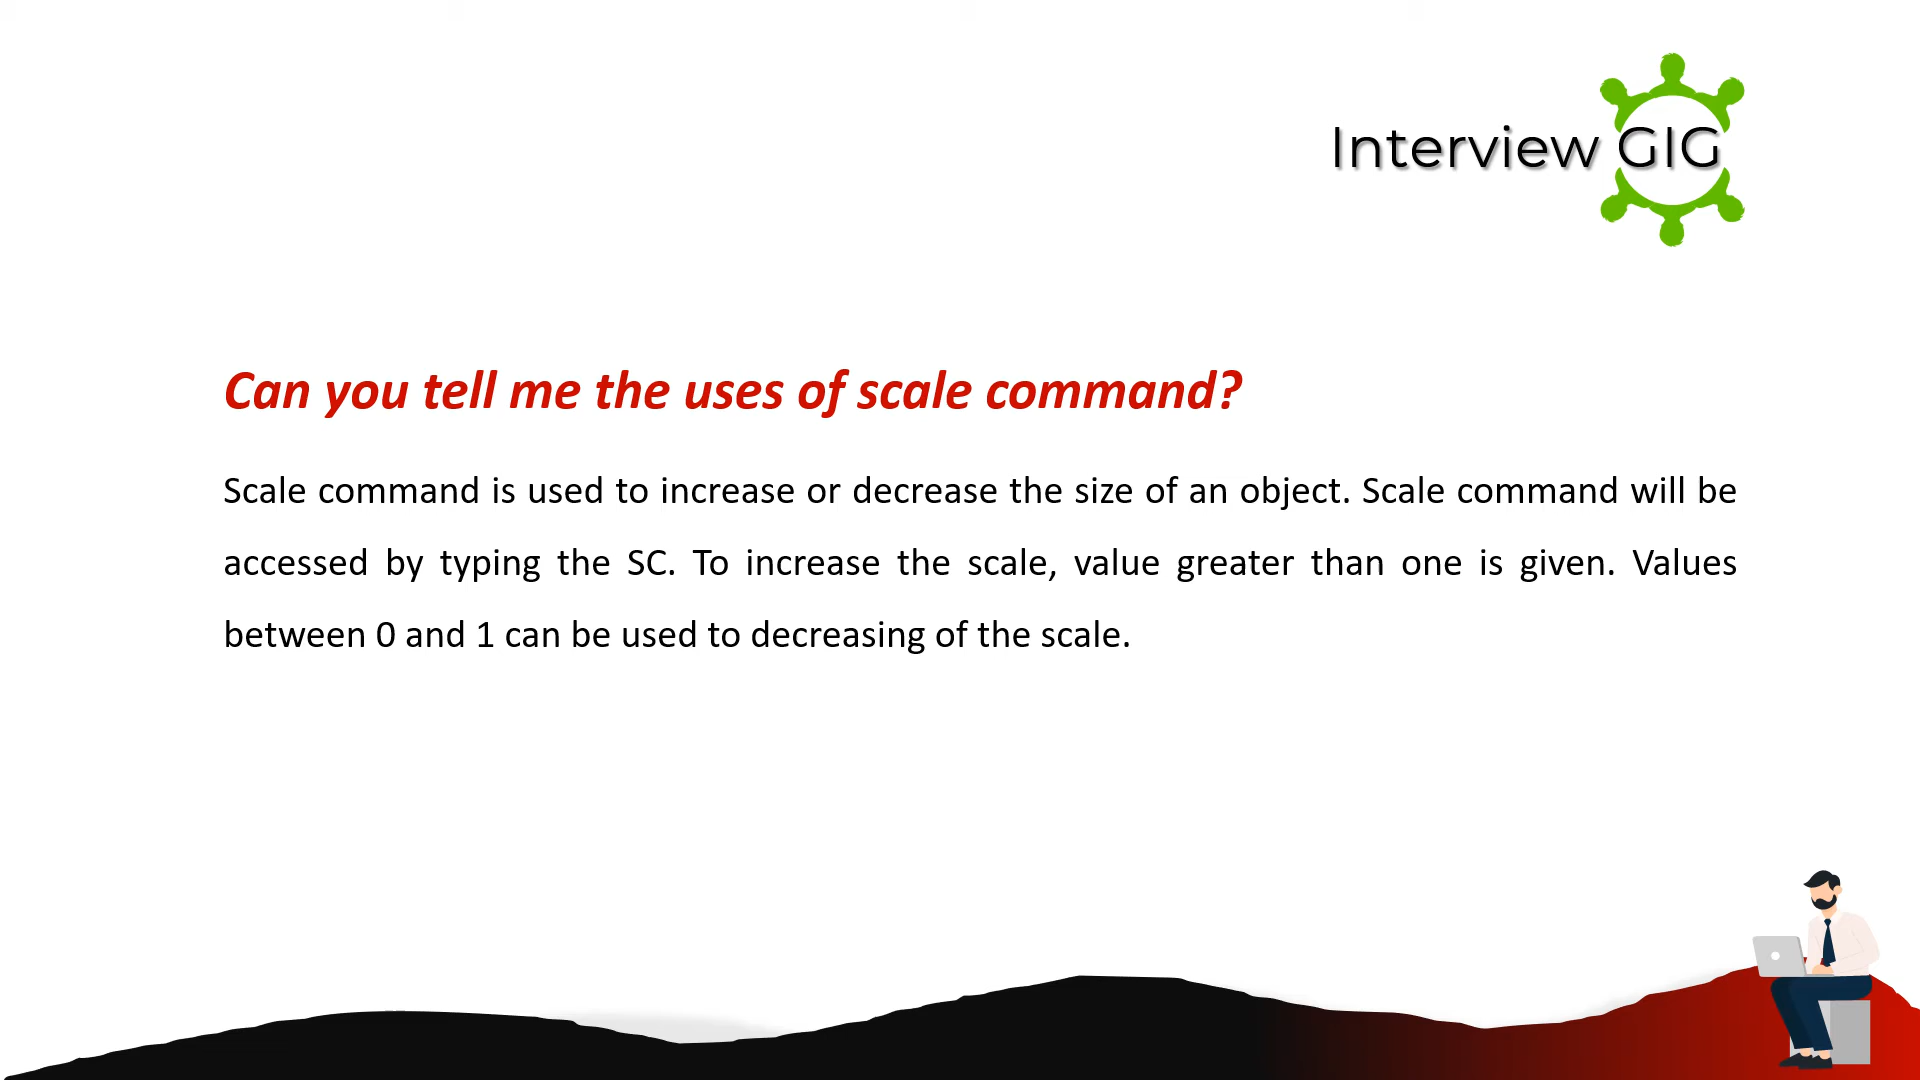 Interview GIG
Can you tell me the uses of scale command?
Scale command is used to increase or decrease the size of an object. Scale command will be
accessed by typing the SC. To increase the scale, value greater than one is given. Values
between 0 and 1 can be used to decreasing of the scale.